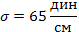 σ = 65 дин/см